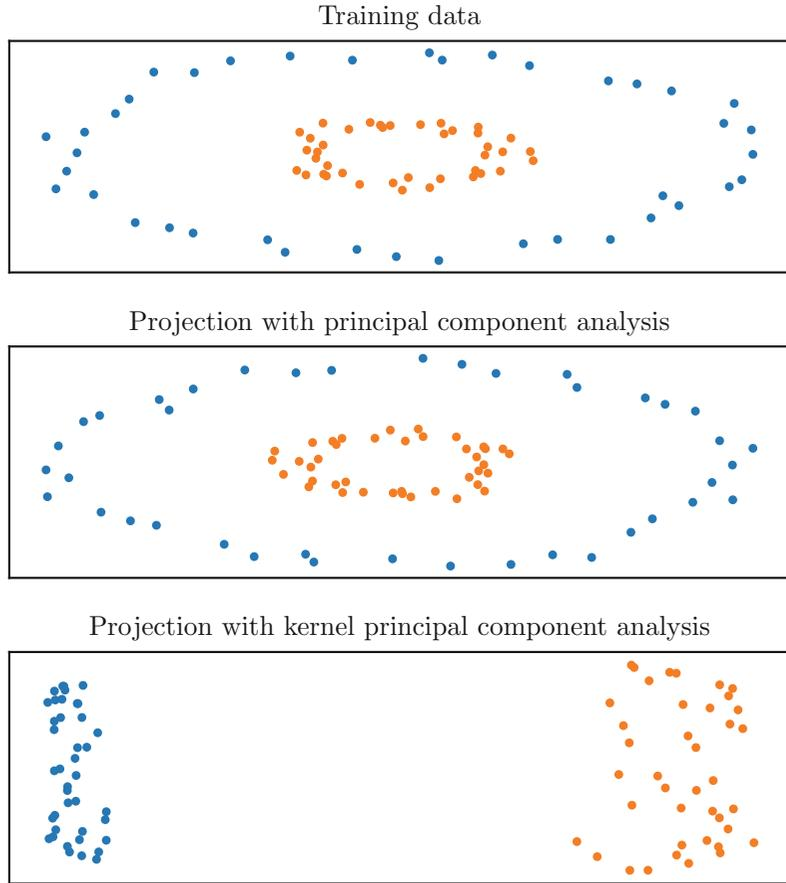 Training data
Projection with principal component analysis
Projection with kernel principal component analysis